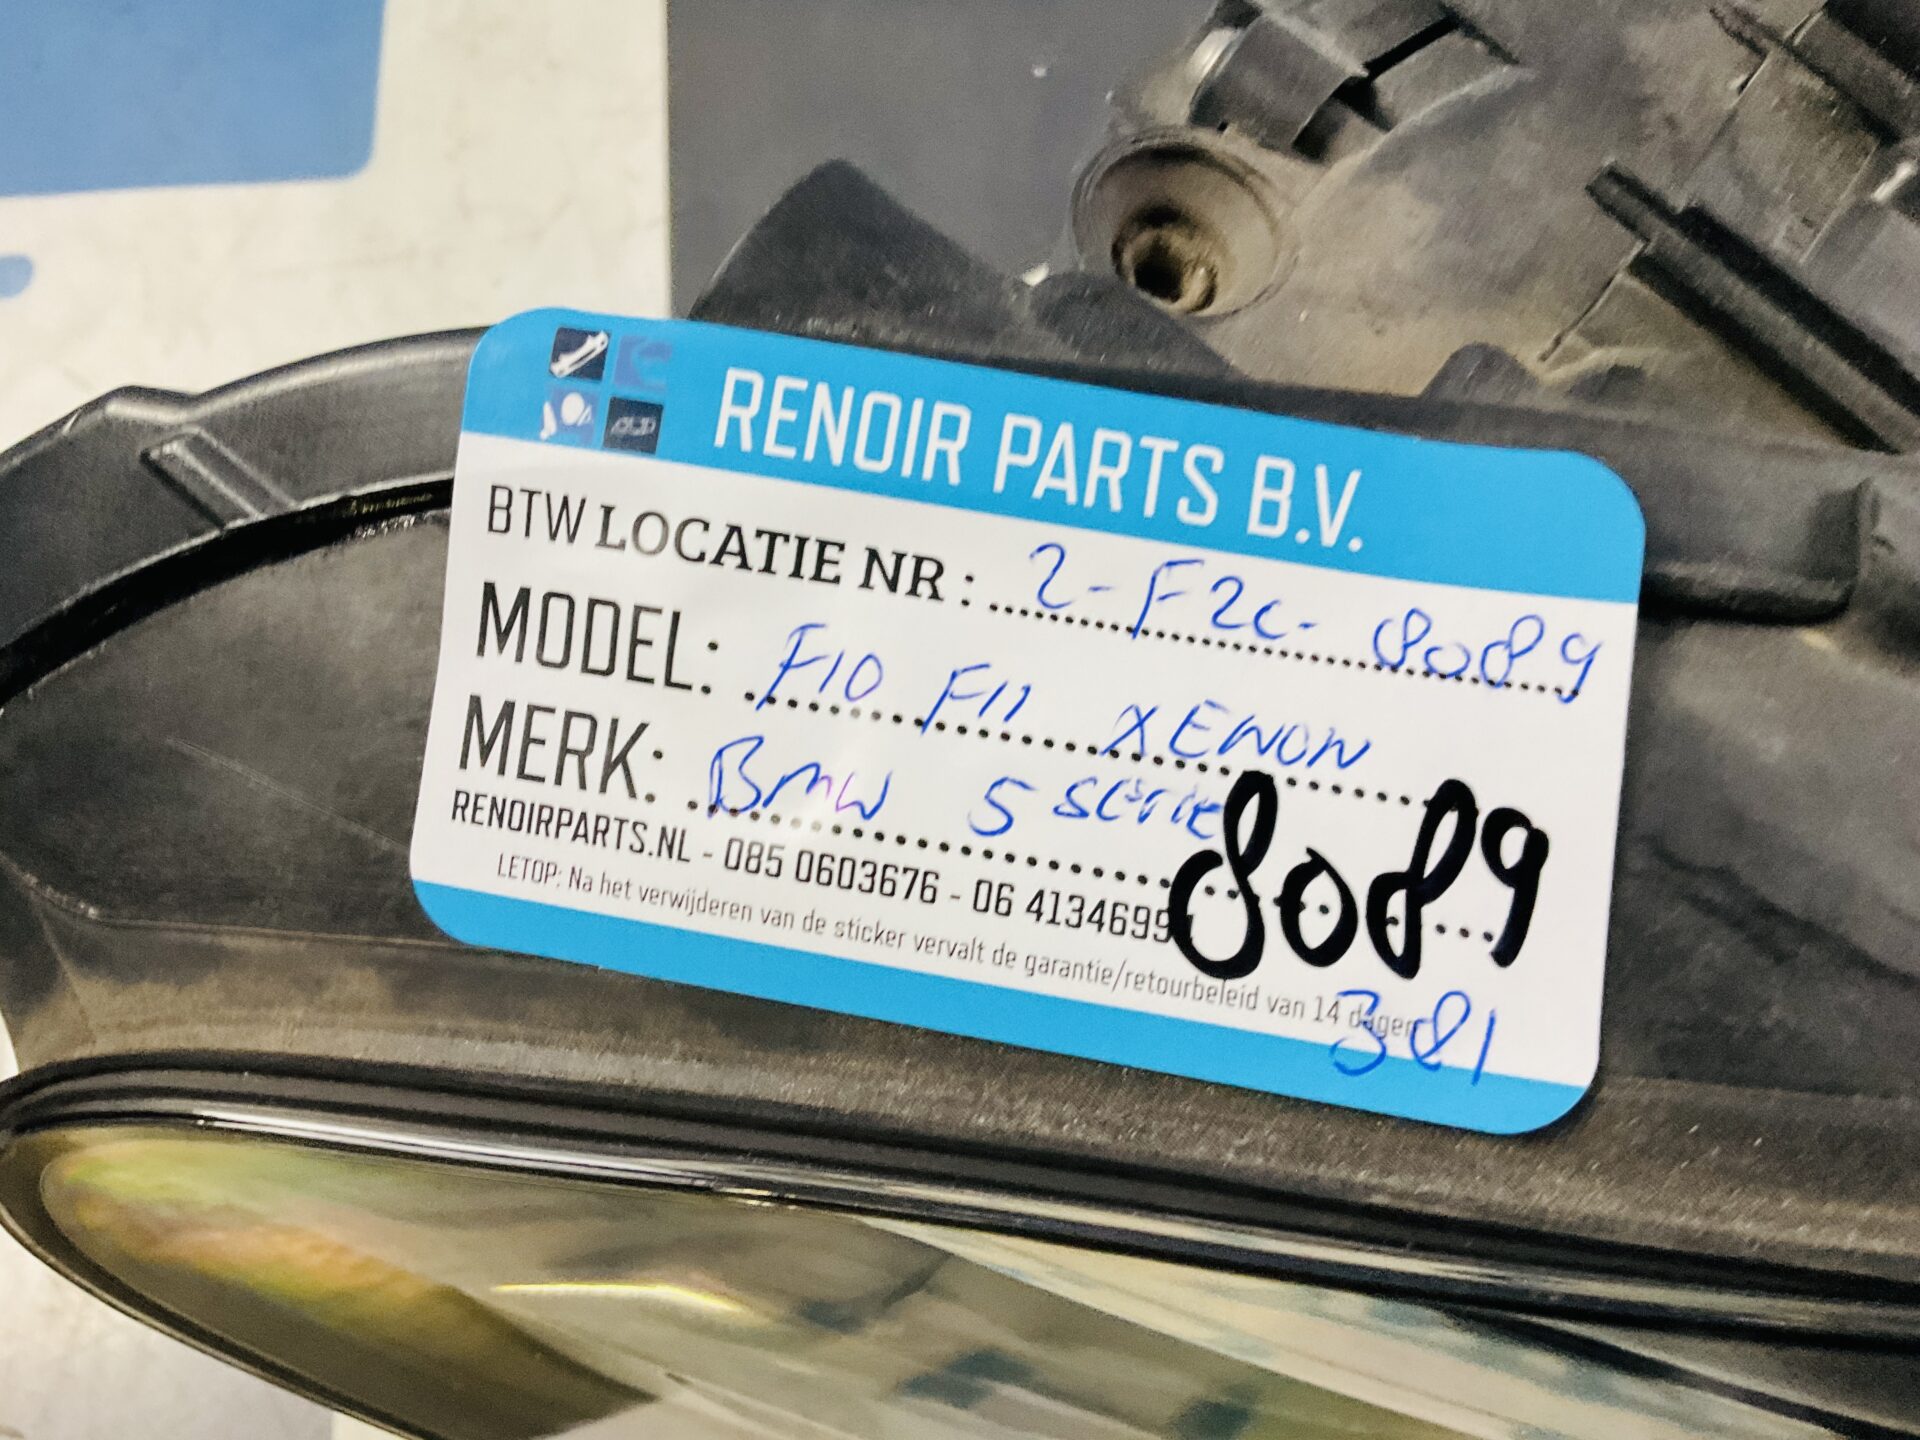 RENOIR PARTS B.V.
BTW LOCATIE NR : 2-F2C-8089
MODEL: F10 F11 XENON
MERK: BMW 5 serie
8089
RENOIRPARTS.NL - 085 0603676 - 06 4134699
LETOP: Na het verwijderen van de sticker vervalt de garantie/retourbeleid van 14 dagen
381